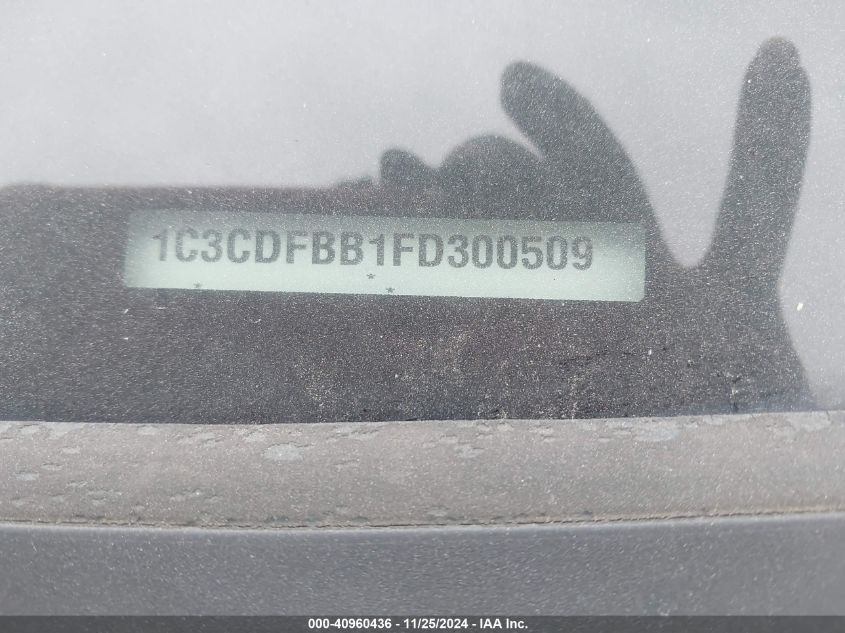 1C3CDFBB1FD300509
* * *
000-40960436 - 11/25/2024 - IAA Inc.